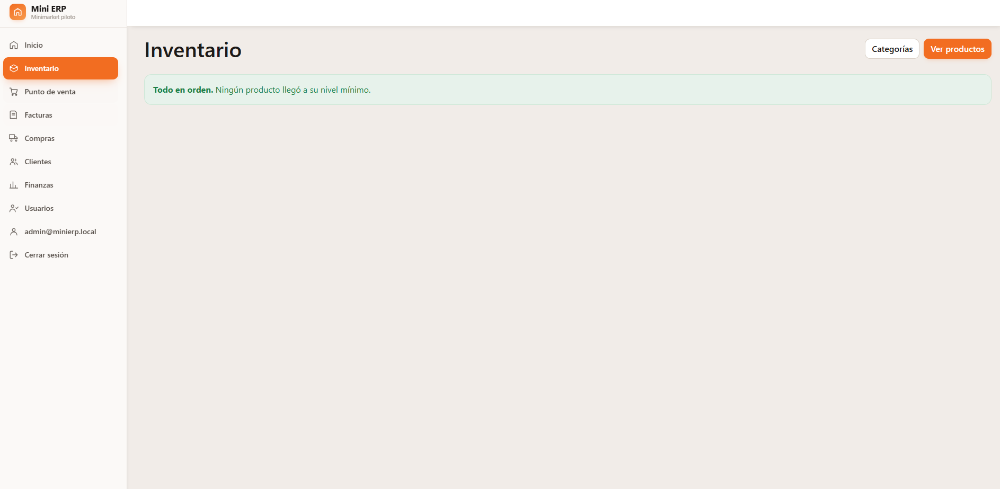 Mini ERP
Minimarket piloto
Inicio
Inventario
Punto de venta
Facturas
Compras
Clientes
Finanzas
Usuarios
admin@minierp.local
Cerrar sesión
Inventario
Categorías
Ver productos
Todo en orden. Ningún producto llegó a su nivel mínimo.